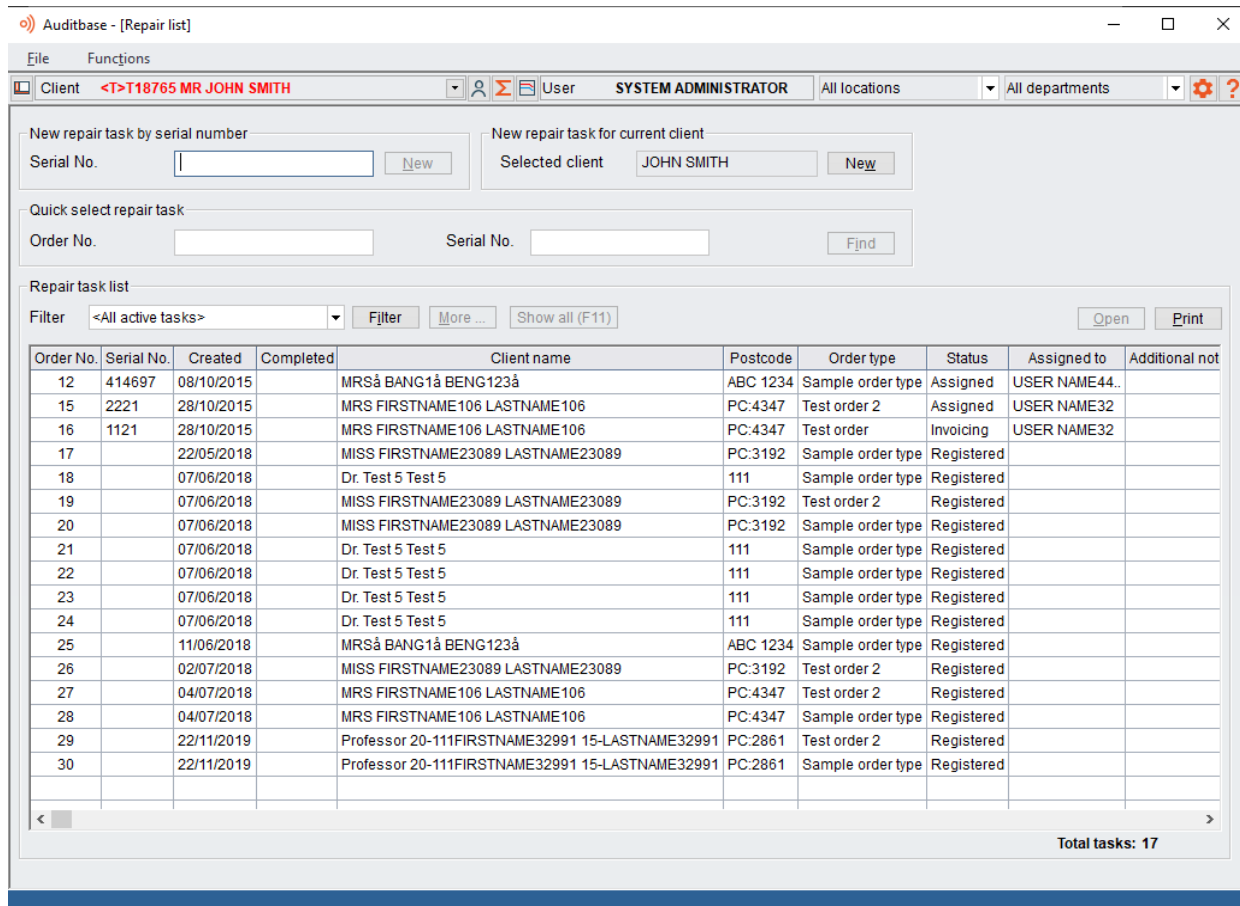 Auditbase - [Repair list]
File Functions
Client <T>T18765 MR JOHN SMITH User SYSTEM ADMINISTRATOR All locations All departments ?
New repair task by serial number New repair task for current client
Serial No. New Selected client JOHN SMITH New
Quick select repair task
Order No. Serial No. Find
Repair task list
Filter <All active tasks> Filter More ... Show all (F11) Open Print
Order No. Serial No. Created Completed Client name Postcode Order type Status Assigned to Additional not
12 414697 08/10/2015 MRSå BANG1å BENG123å ABC 1234 Sample order type Assigned USER NAME44..
15 2221 28/10/2015 MRS FIRSTNAME106 LASTNAME106 PC:4347 Test order 2 Assigned USER NAME32
16 1121 28/10/2015 MRS FIRSTNAME106 LASTNAME106 PC:4347 Test order Invoicing USER NAME32
17 22/05/2018 MISS FIRSTNAME23089 LASTNAME23089 PC:3192 Sample order type Registered
18 07/06/2018 Dr. Test 5 Test 5 111 Sample order type Registered
19 07/06/2018 MISS FIRSTNAME23089 LASTNAME23089 PC:3192 Test order 2 Registered
20 07/06/2018 MISS FIRSTNAME23089 LASTNAME23089 PC:3192 Sample order type Registered
21 07/06/2018 Dr. Test 5 Test 5 111 Sample order type Registered
22 07/06/2018 Dr. Test 5 Test 5 111 Sample order type Registered
23 07/06/2018 Dr. Test 5 Test 5 111 Sample order type Registered
24 07/06/2018 Dr. Test 5 Test 5 111 Sample order type Registered
25 11/06/2018 MRSå BANG1å BENG123å ABC 1234 Sample order type Registered
26 02/07/2018 MISS FIRSTNAME23089 LASTNAME23089 PC:3192 Test order 2 Registered
27 04/07/2018 MRS FIRSTNAME106 LASTNAME106 PC:4347 Test order 2 Registered
28 04/07/2018 MRS FIRSTNAME106 LASTNAME106 PC:4347 Sample order type Registered
29 22/11/2019 Professor 20-111FIRSTNAME32991 15-LASTNAME32991 PC:2861 Test order 2 Registered
30 22/11/2019 Professor 20-111FIRSTNAME32991 15-LASTNAME32991 PC:2861 Sample order type Registered
Total tasks: 17